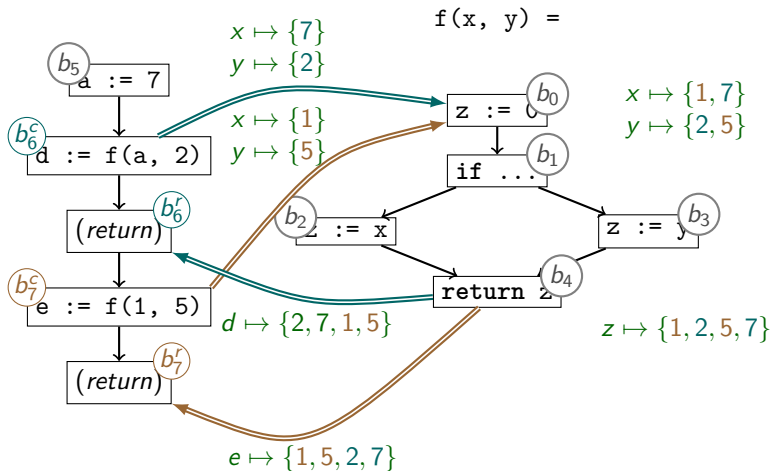 f(x, y) =
x ↦ {7}
y ↦ {2}
b₅
a := 7
b₀
z := 0
x ↦ {1, 7}
y ↦ {2, 5}
x ↦ {1}
y ↦ {5}
b₆ᶜ
d := f(a, 2)
b₁
if ...
b₆ʳ
(return)
b₂
z := x
b₃
z := y
b₇ᶜ
e := f(1, 5)
b₄
return z
d ↦ {2, 7, 1, 5}
z ↦ {1, 2, 5, 7}
b₇ʳ
(return)
e ↦ {1, 5, 2, 7}